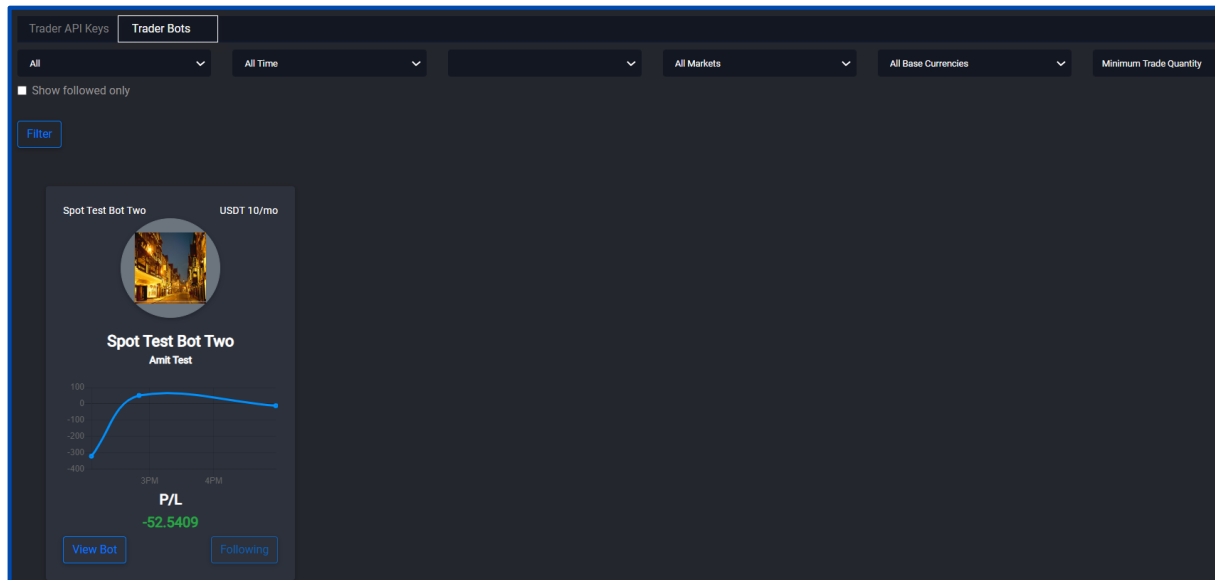 Trader API Keys Trader Bots
All All Time All Markets All Base Currencies Minimum Trade Quantity
Show followed only
Filter
Spot Test Bot Two USDT 10/mo
Spot Test Bot Two
Amit Test
100
0
-100
-200
-300
-400
3PM 4PM
P/L
-52.5409
View Bot Following